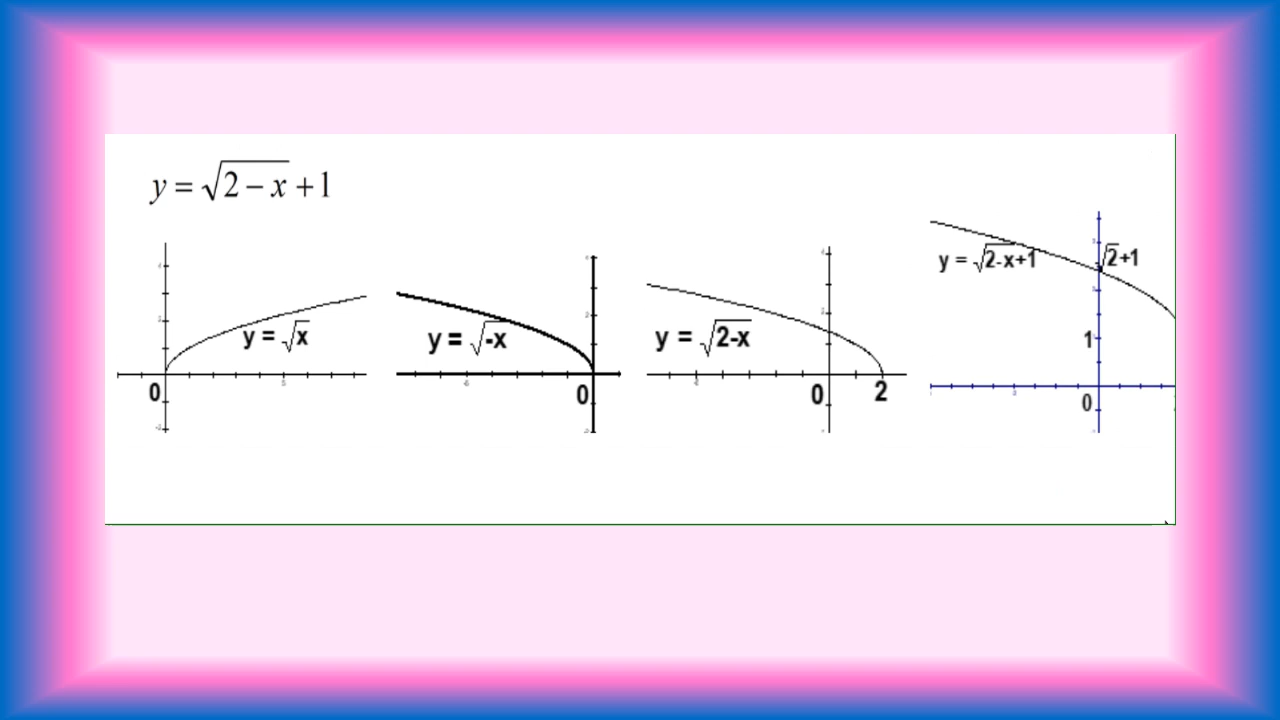 y = √2 − x + 1
y = √x
0
y = √-x
0
y = √2-x
0
2
y = √2-x+1
√2+1
1
0